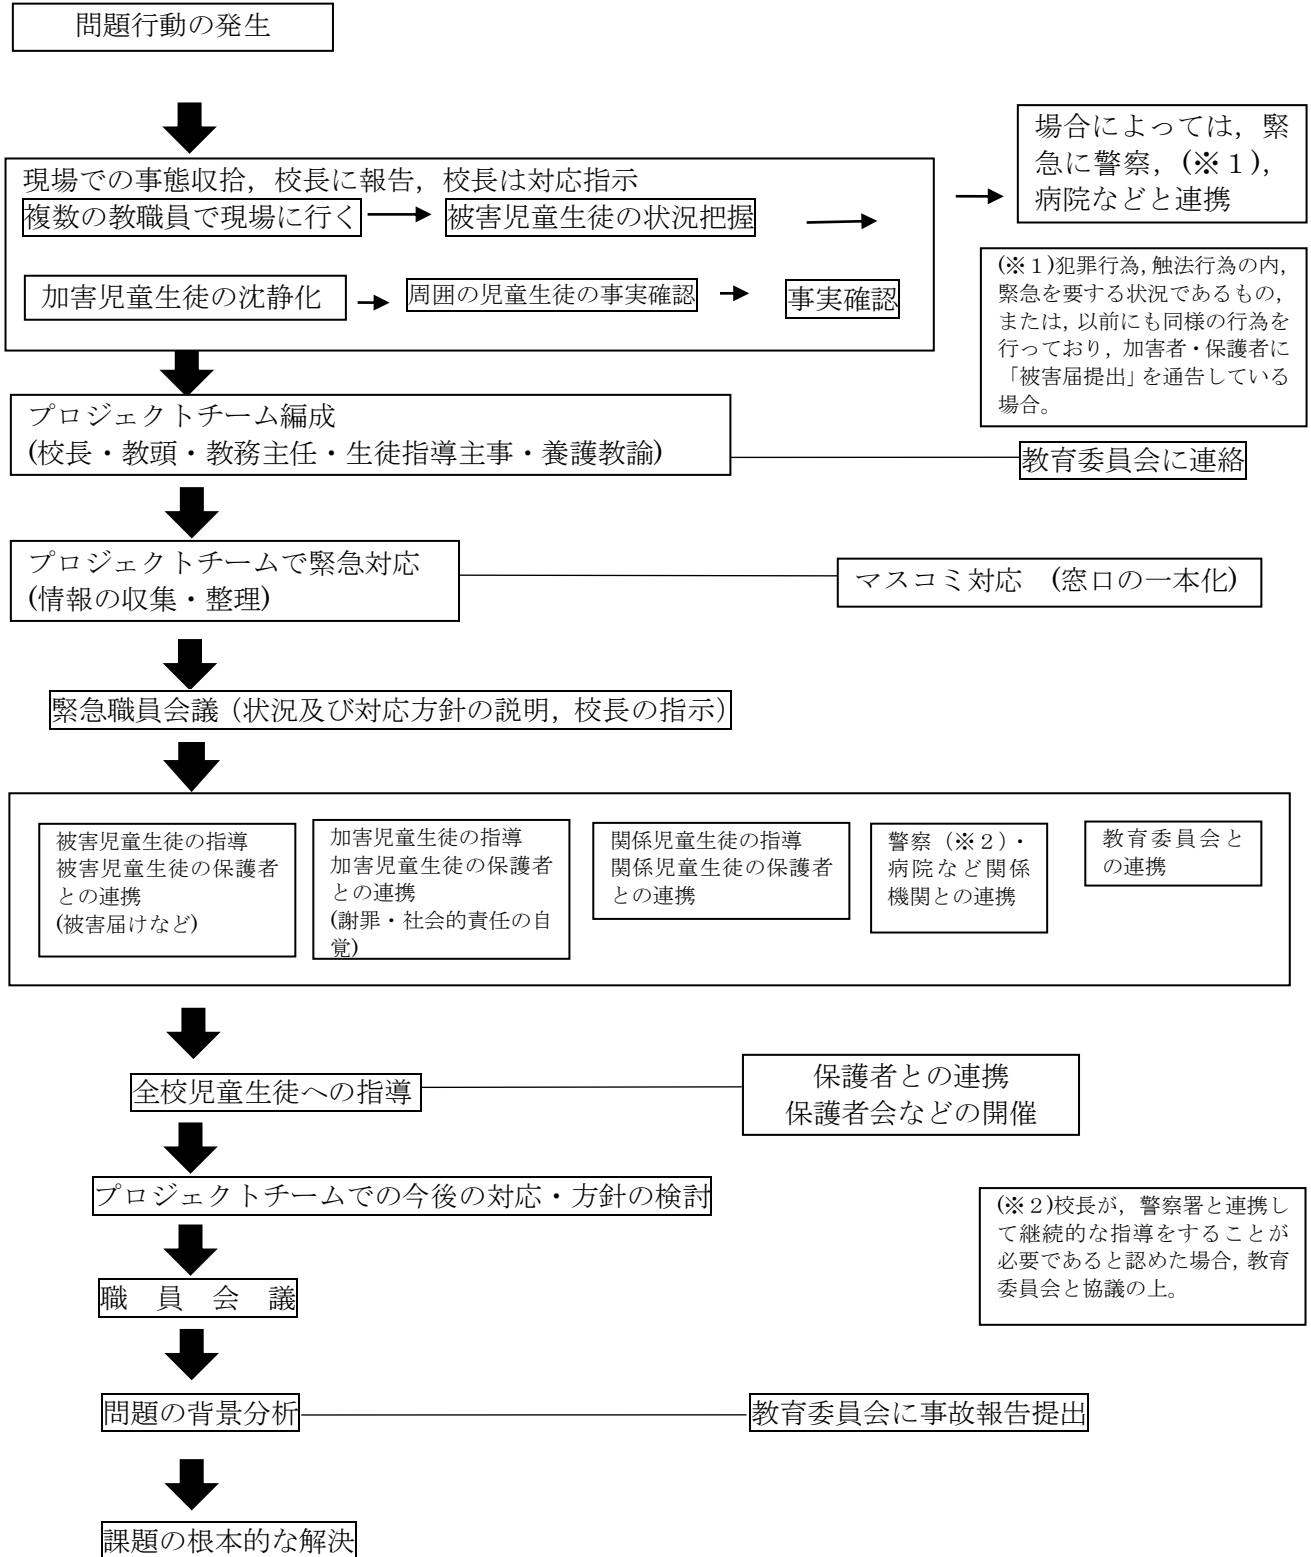 問題行動の発生
場合によっては，緊
急に警察，(※１)，
病院などと連携
現場での事態収拾，校長に報告，校長は対応指示
複数の教職員で現場に行く
被害児童生徒の状況把握
加害児童生徒の沈静化
周囲の児童生徒の事実確認
事実確認
(※１)犯罪行為，触法行為の内，
緊急を要する状況であるもの，
または，以前にも同様の行為を
行っており，加害者・保護者に
「被害届提出」を通告している
場合。
プロジェクトチーム編成
(校長・教頭・教務主任・生徒指導主事・養護教諭)
教育委員会に連絡
プロジェクトチームで緊急対応
(情報の収集・整理)
マスコミ対応　(窓口の一本化)
緊急職員会議（状況及び対応方針の説明，校長の指示）
被害児童生徒の指導
被害児童生徒の保護者
との連携
(被害届けなど)
加害児童生徒の指導
加害児童生徒の保護者
との連携
(謝罪・社会的責任の自
覚)
関係児童生徒の指導
関係児童生徒の保護者
との連携
警察（※２）・
病院など関係
機関との連携
教育委員会と
の連携
全校児童生徒への指導
保護者との連携
保護者会などの開催
プロジェクトチームでの今後の対応・方針の検討
(※２)校長が，警察署と連携し
て継続的な指導をすることが
必要であると認めた場合，教育
委員会と協議の上。
職　員　会　議
問題の背景分析
教育委員会に事故報告提出
課題の根本的な解決